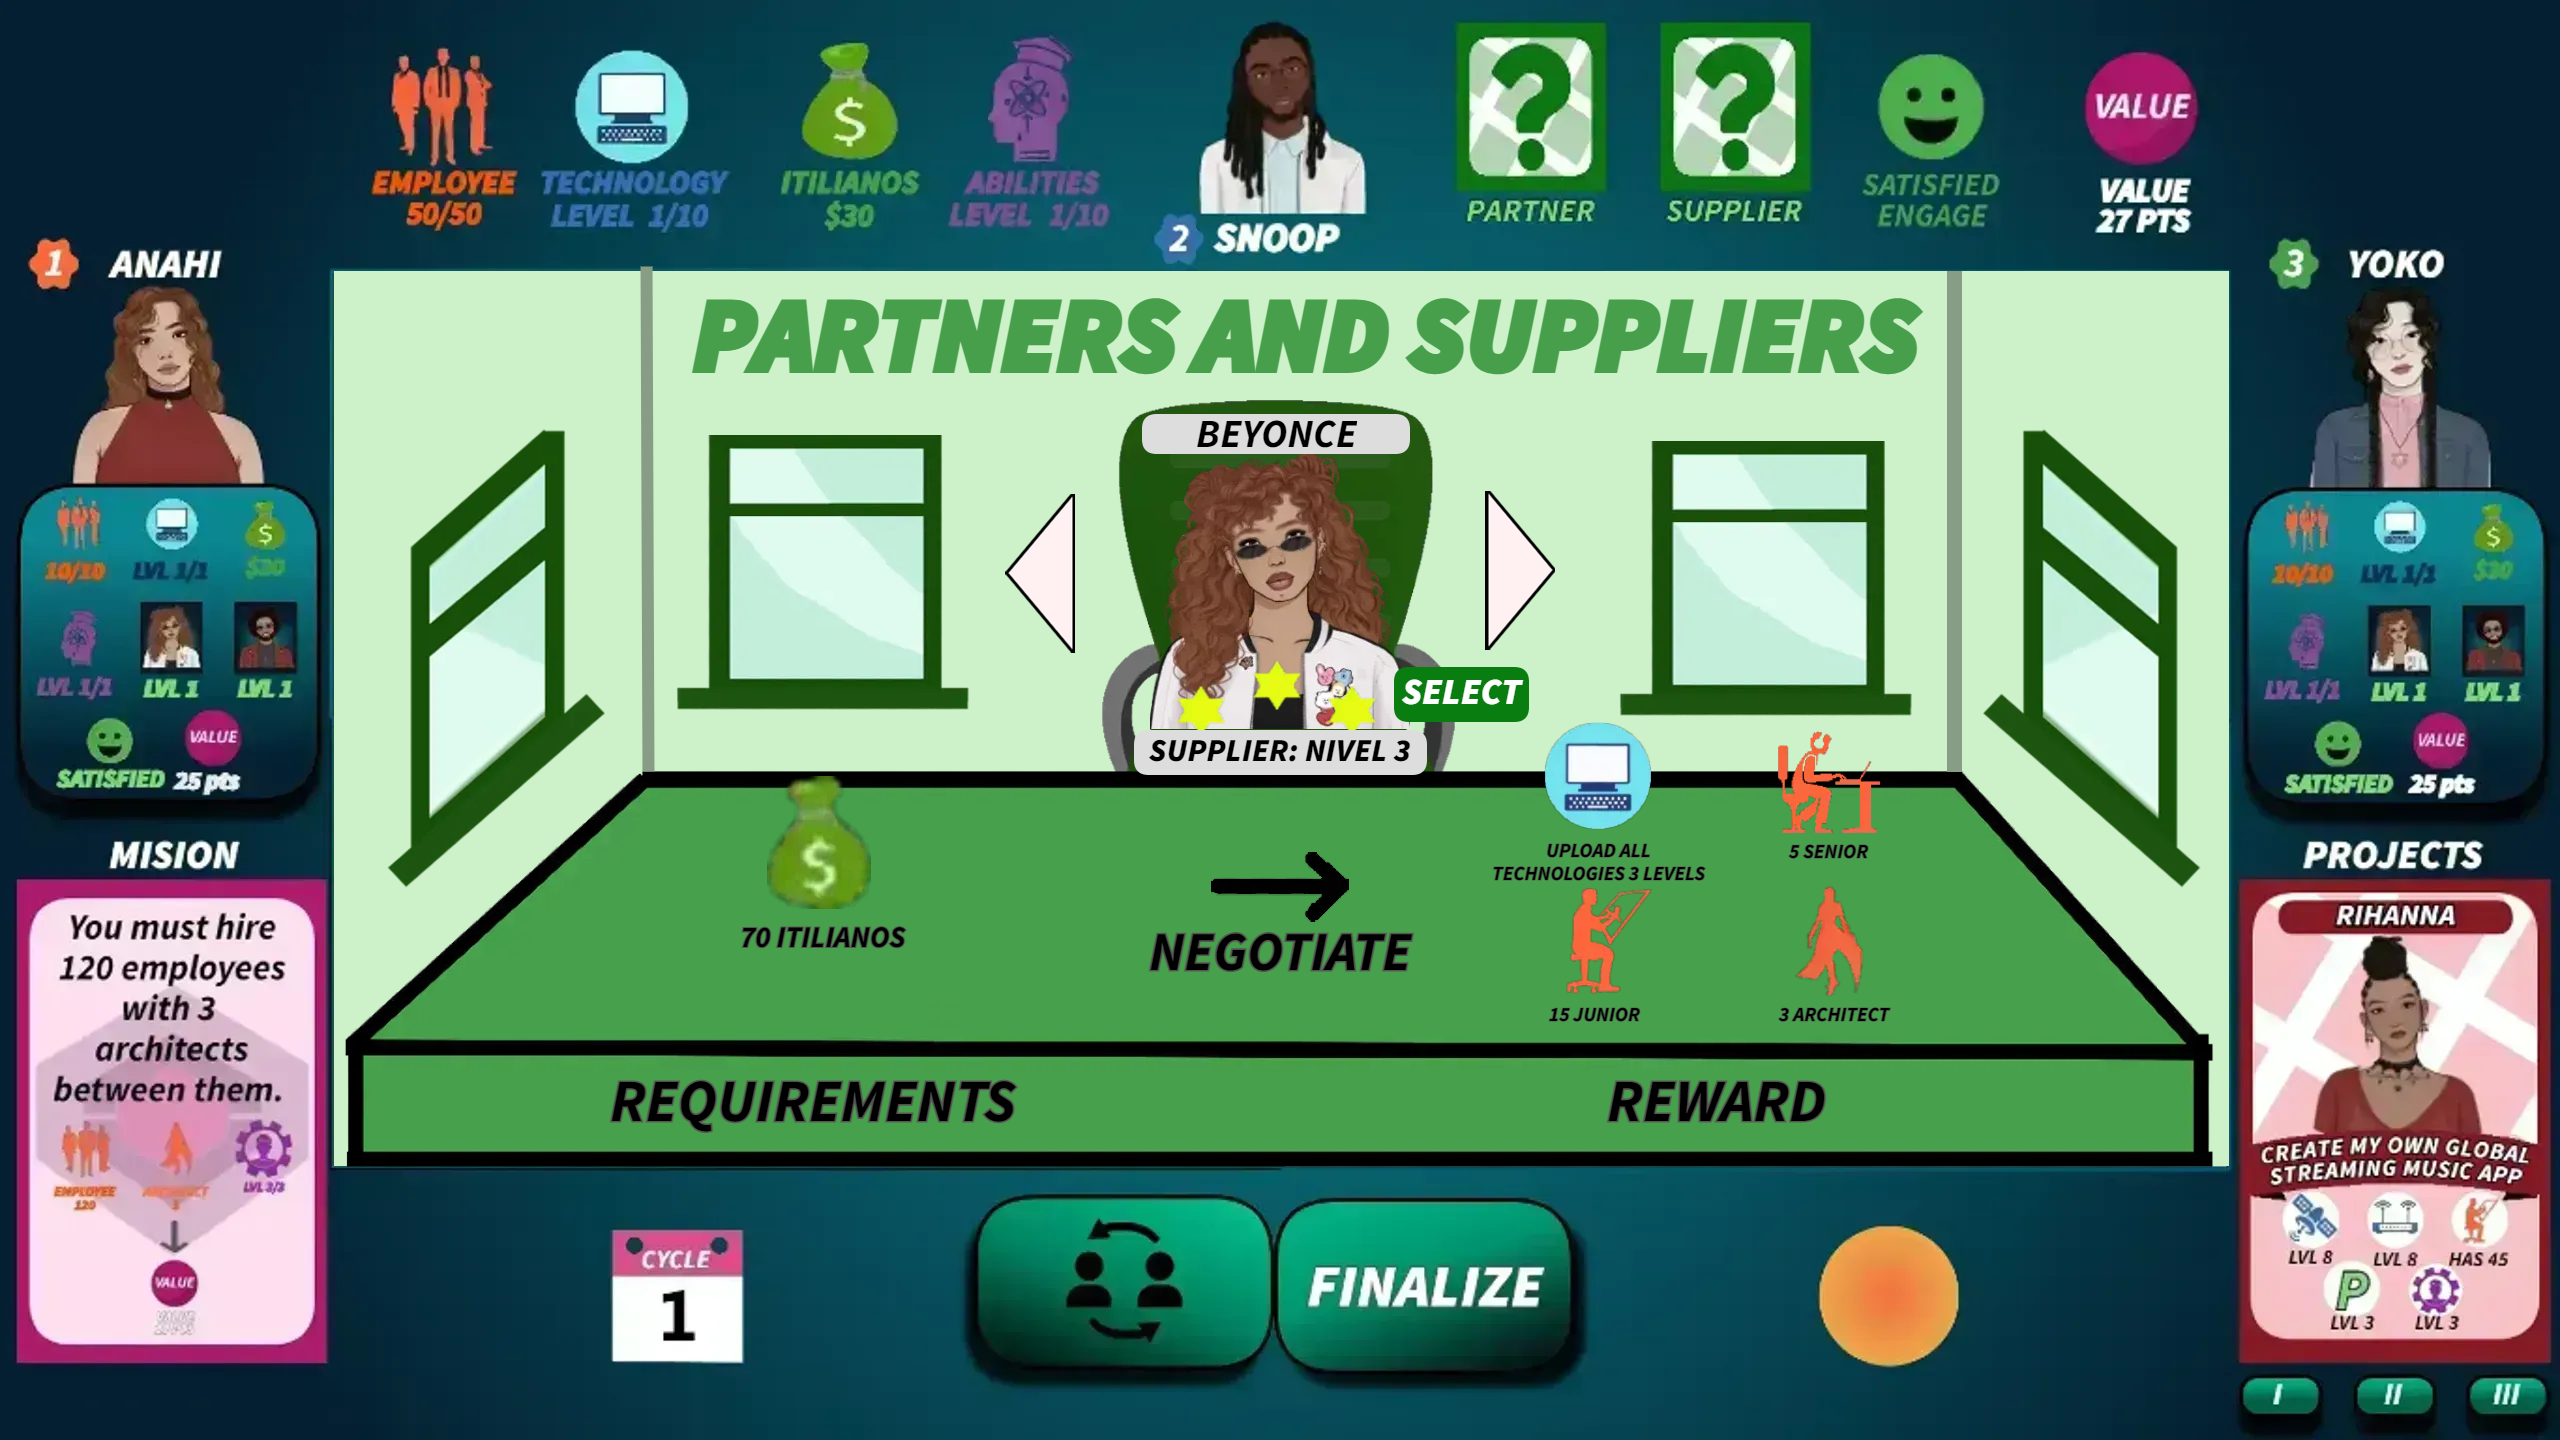 EMPLOYEE
50/50
TECHNOLOGY
LEVEL 1/10
ITILIANOS
$30
ABILITIES
LEVEL 1/10
2 SNOOP
PARTNER
SUPPLIER
SATISFIED
ENGAGE
VALUE
VALUE
27 PTS
1 ANAHI
3 YOKO
PARTNERS AND SUPPLIERS
BEYONCE
SELECT
SUPPLIER: NIVEL 3
10/10
LVL 1/1
LVL 1/1
LVL 1
LVL 1
VALUE
SATISFIED 25 pts
LVL 1/1
LVL 1/1
LVL 1
LVL 1
VALUE
SATISFIED 25 pts
70 ITILIANOS
NEGOTIATE
UPLOAD ALL
TECHNOLOGIES 3 LEVELS
5 SENIOR
15 JUNIOR
3 ARCHITECT
REQUIREMENTS
REWARD
MISION
You must hire
120 employees
with 3
architects
between them.
EMPLOYEE
120
LVL 3/3
VALUE
PROJECTS
RIHANNA
CREATE MY OWN GLOBAL
STREAMING MUSIC APP
LVL 8
LVL 8
HAS 45
P
LVL 3
LVL 3
CYCLE
1
FINALIZE
I
II
III